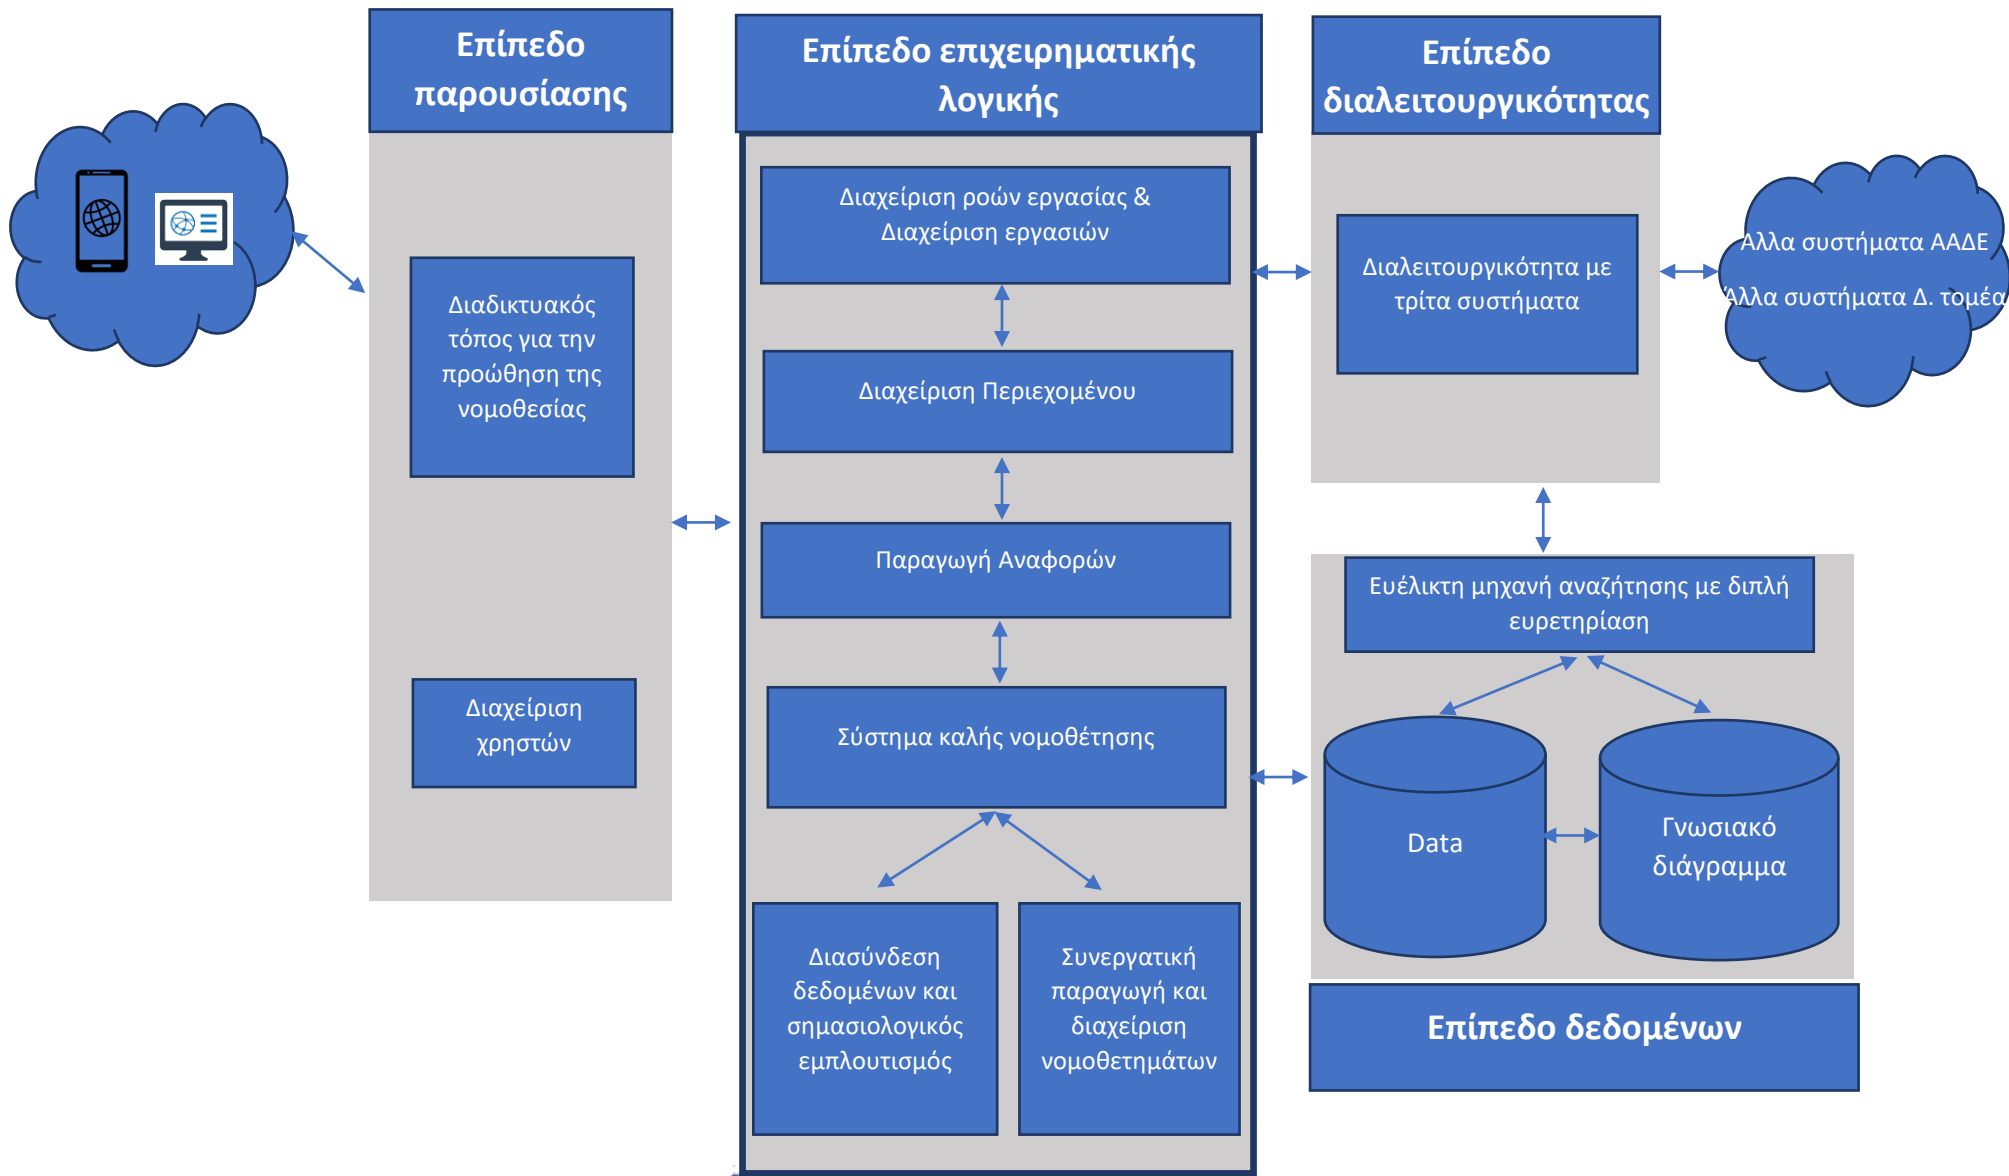 Επίπεδο
παρουσίασης
Διαδικτυακός
τόπος για την
προώθηση της
νομοθεσίας
Διαχείριση
χρηστών
Επίπεδο επιχειρηματικής
λογικής
Διαχείριση ροών εργασίας &
Διαχείριση εργασιών
Διαχείριση Περιεχομένου
Παραγωγή Αναφορών
Σύστημα καλής νομοθέτησης
Διασύνδεση
δεδομένων και
σημασιολογικός
εμπλουτισμός
Συνεργατική
παραγωγή και
διαχείριση
νομοθετημάτων
Επίπεδο
διαλειτουργικότητας
Διαλειτουργικότητα με
τρίτα συστήματα
Άλλα συστήματα ΑΑΔΕ
Άλλα συστήματα Δ. τομέα
Ευέλικτη μηχανή αναζήτησης με διπλή
ευρετηρίαση
Data
Γνωσιακό
διάγραμμα
Επίπεδο δεδομένων